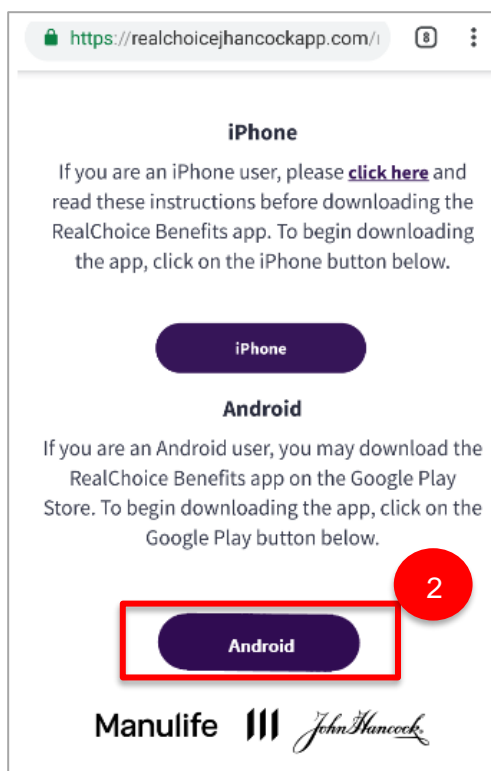 https://realchoicejhancockapp.com/ 8
iPhone
If you are an iPhone user, please click here and
read these instructions before downloading the
RealChoice Benefits app. To begin downloading
the app, click on the iPhone button below.
iPhone
Android
If you are an Android user, you may download the
RealChoice Benefits app on the Google Play
Store. To begin downloading the app, click on the
Google Play button below.
2
Android
Manulife John Hancock.